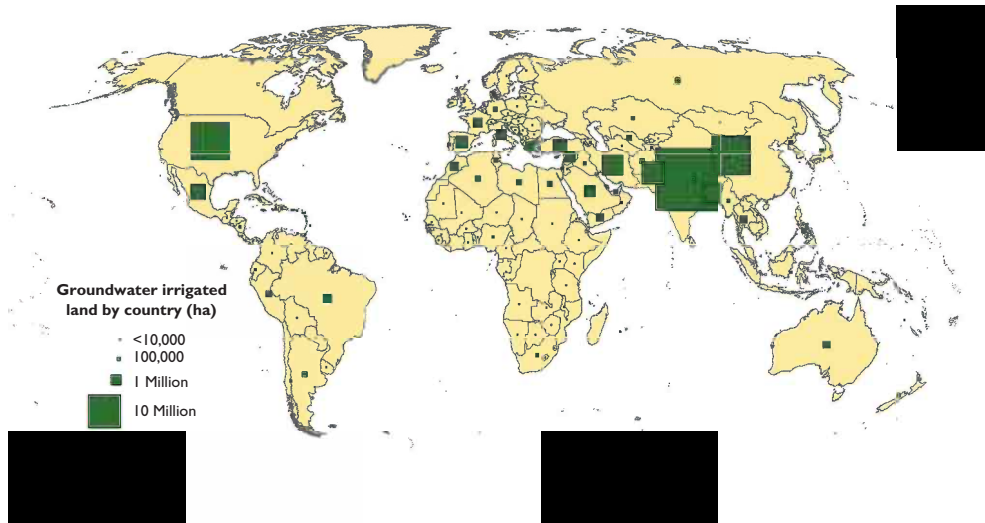 Groundwater irrigated
land by country (ha)
<10,000
100,000
1 Million
10 Million